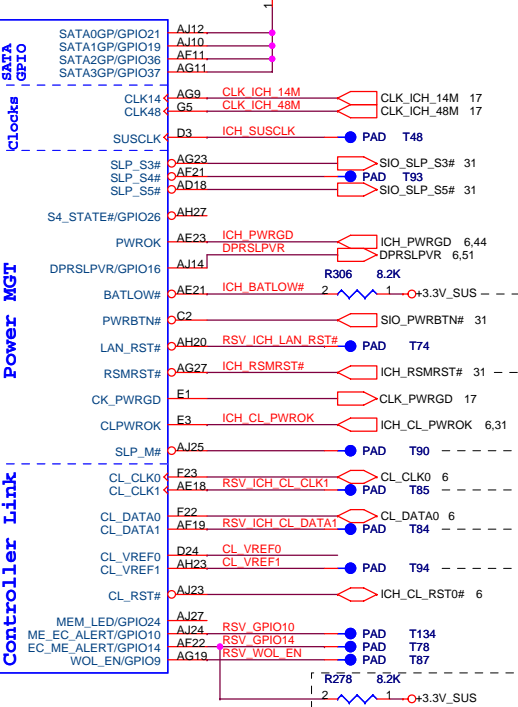 1
SATA0GP/GPIO21 AJ12
SATA1GP/GPIO19 AJ10
SATA2GP/GPIO36 AF11
SATA3GP/GPIO37 AG11
SATA GPIO
CLK14 AG9 CLK_ICH_14M CLK_ICH_14M 17
CLK48 G5 CLK_ICH_48M CLK_ICH_48M 17
Clocks
SUSCLK D3 ICH_SUSCLK PAD T48
SLP_S3# AG23 SIO_SLP_S3# 31
SLP_S4# AF21 PAD T93
SLP_S5# AD18 SIO_SLP_S5# 31
S4_STATE#/GPIO26 AH27
PWROK AE23 ICH_PWRGD ICH_PWRGD 6,44
DPRSLPVR DPRSLPVR 6,51
DPRSLPVR/GPIO16 AJ14
R306 8.2K
BATLOW# AE21 ICH_BATLOW# 2 1 +3.3V_SUS
Power MGT
PWRBTN# C2 SIO_PWRBTN# 31
LAN_RST# AH20 RSV_ICH_LAN_RST# PAD T74
RSMRST# AG27 ICH_RSMRST# ICH_RSMRST# 31
CK_PWRGD E1 CLK_PWRGD 17
CLPWROK E3 ICH_CL_PWROK ICH_CL_PWROK 6,31
SLP_M# AJ25 PAD T90
CL_CLK0 F23 CL_CLK0 6
CL_CLK1 AE18 RSV_ICH_CL_CLK1 PAD T85
CL_DATA0 F22 CL_DATA0 6
CL_DATA1 AF19 RSV_ICH_CL_DATA1 PAD T84
CL_VREF0 D24 CL_VREF0
CL_VREF1 AH23 CL_VREF1 PAD T94
Controller Link
CL_RST# AJ23 ICH_CL_RST0# 6
MEM_LED/GPIO24 AJ27
ME_EC_ALERT/GPIO10 AJ24 RSV_GPIO10 PAD T134
EC_ME_ALERT/GPIO14 AF22 RSV_GPIO14 PAD T78
WOL_EN/GPIO9 AG19 RSV_WOL_EN PAD T87
R278 8.2K
2 1 +3.3V_SUS